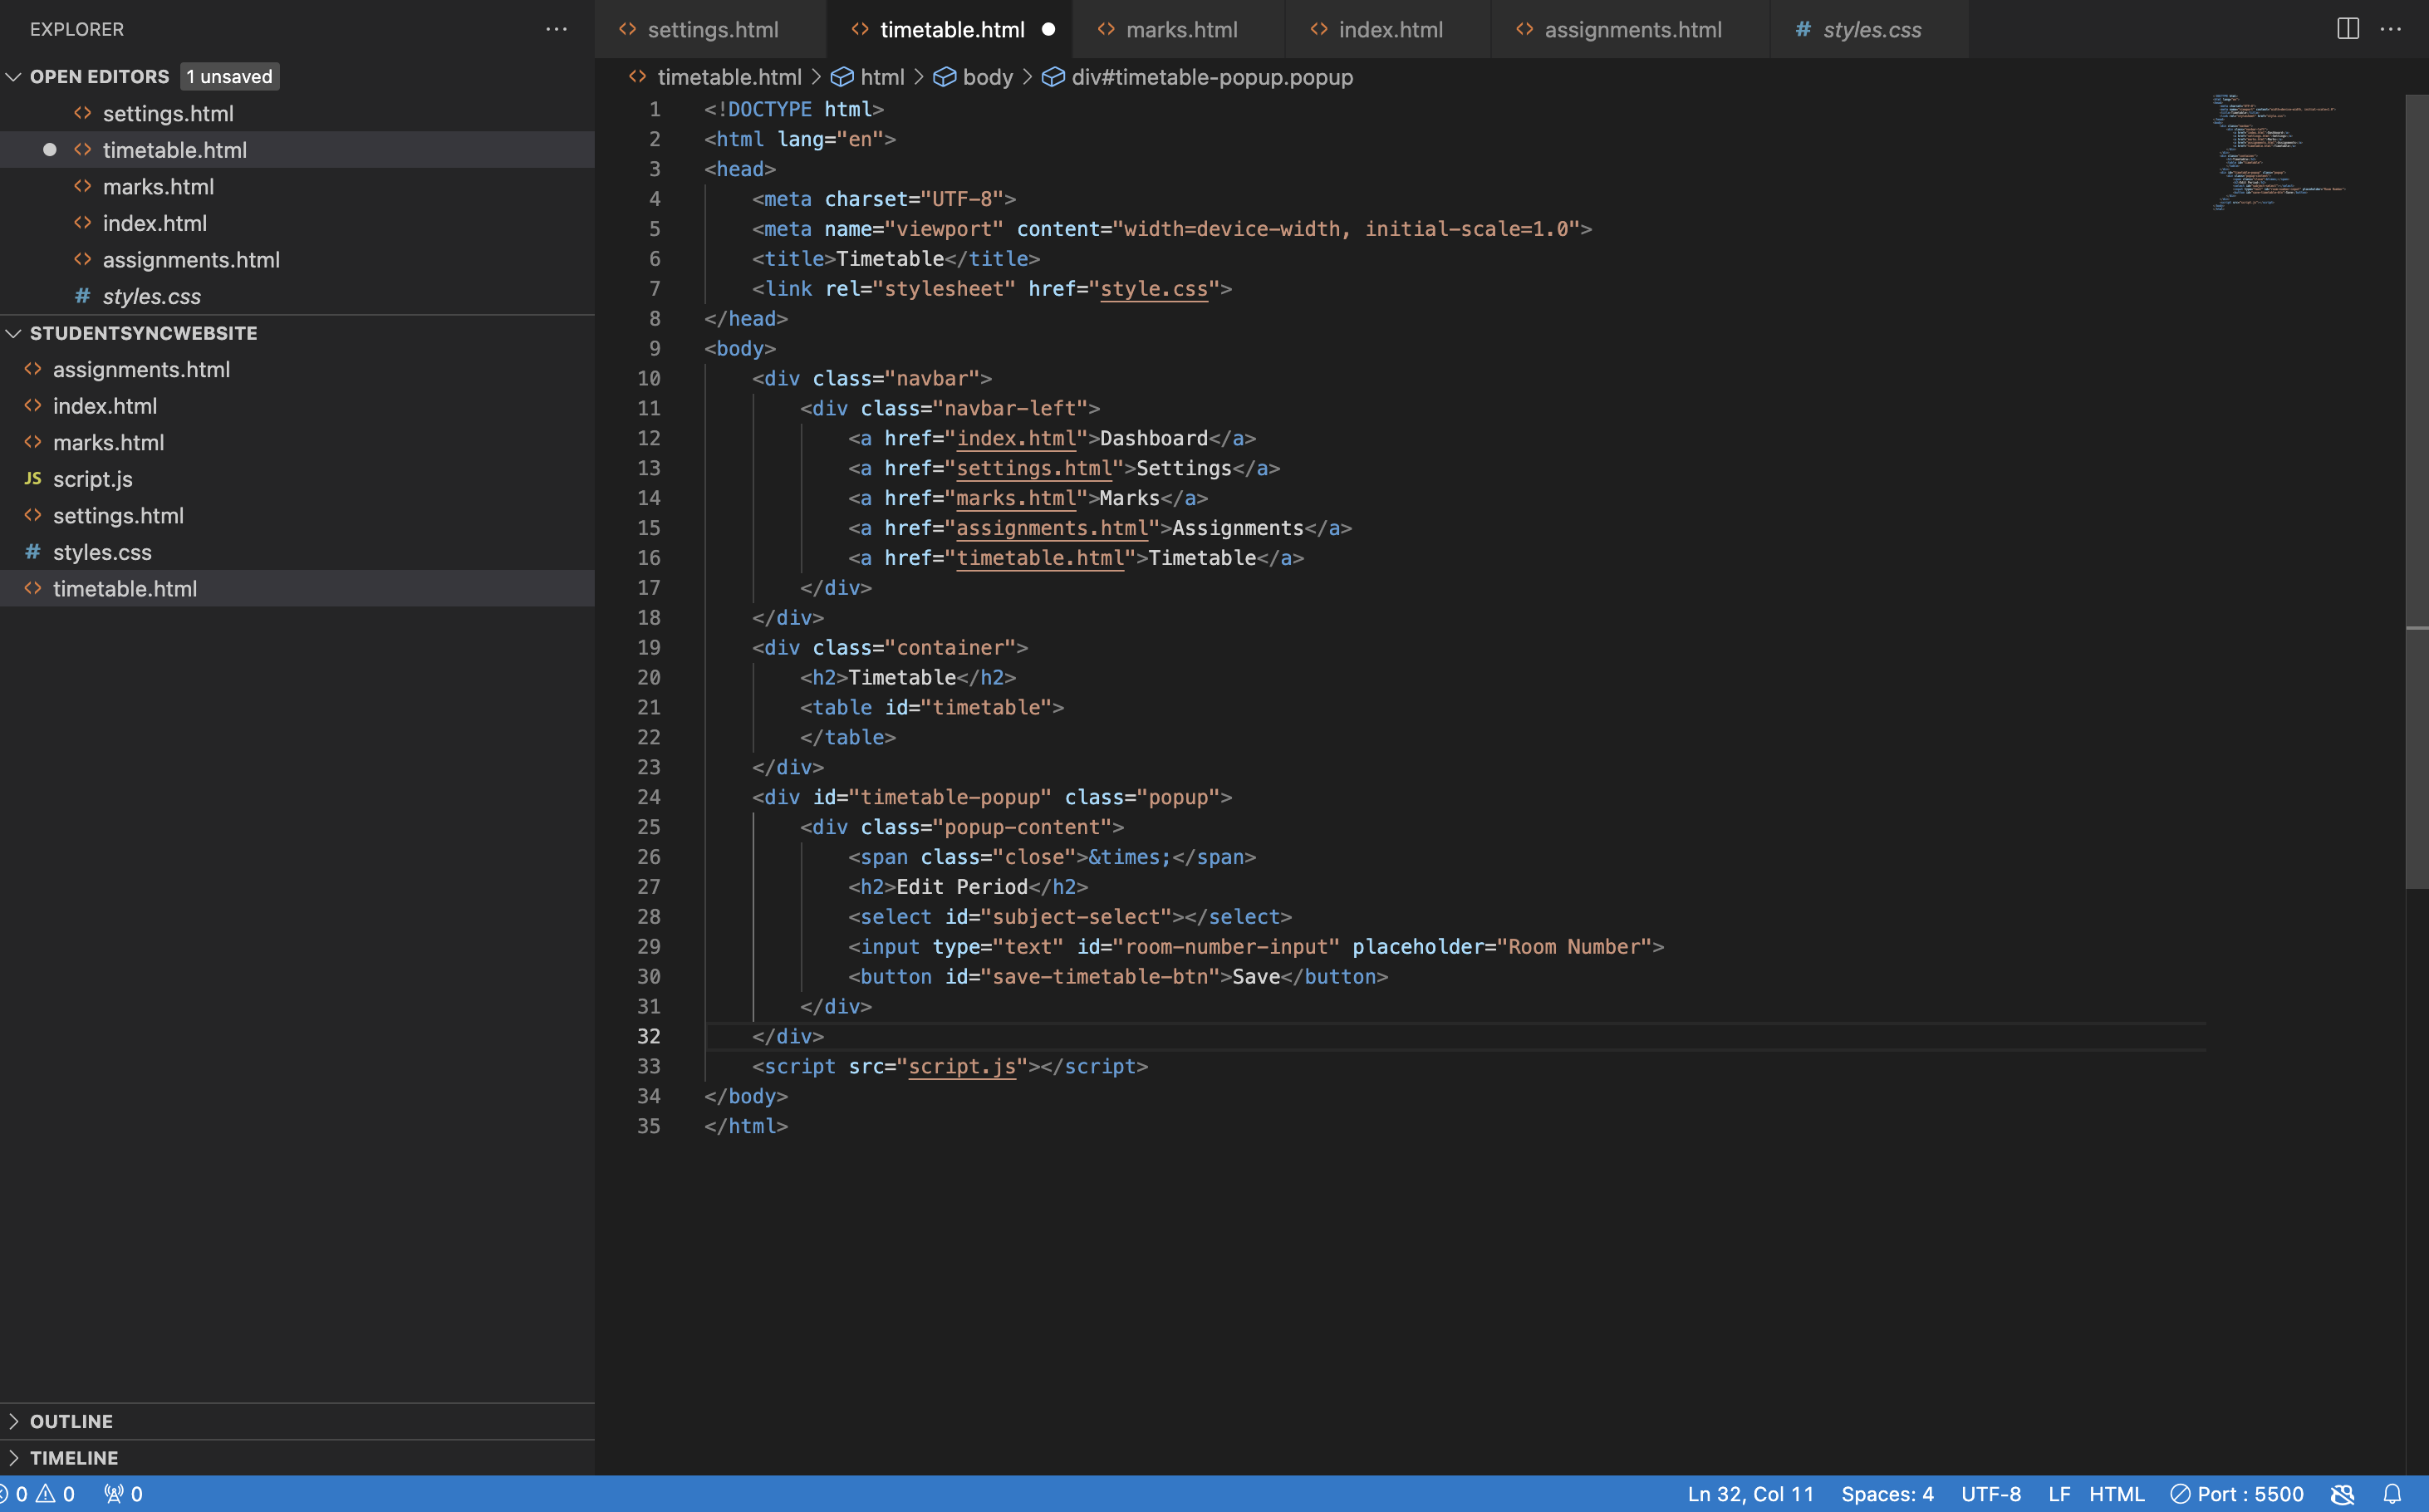 EXPLORER
OPEN EDITORS 1 unsaved
settings.html
timetable.html
marks.html
index.html
assignments.html
# styles.css
STUDENTSYNCWEBSITE
assignments.html
index.html
marks.html
JS script.js
settings.html
# styles.css
timetable.html
OUTLINE
TIMELINE
settings.html timetable.html marks.html index.html assignments.html # styles.css
timetable.html > html > body > div#timetable-popup.popup
1 <!DOCTYPE html>
2 <html lang="en">
3 <head>
4 <meta charset="UTF-8">
5 <meta name="viewport" content="width=device-width, initial-scale=1.0">
6 <title>Timetable</title>
7 <link rel="stylesheet" href="style.css">
8 </head>
9 <body>
10 <div class="navbar">
11 <div class="navbar-left">
12 <a href="index.html">Dashboard</a>
13 <a href="settings.html">Settings</a>
14 <a href="marks.html">Marks</a>
15 <a href="assignments.html">Assignments</a>
16 <a href="timetable.html">Timetable</a>
17 </div>
18 </div>
19 <div class="container">
20 <h2>Timetable</h2>
21 <table id="timetable">
22 </table>
23 </div>
24 <div id="timetable-popup" class="popup">
25 <div class="popup-content">
26 <span class="close">&times;</span>
27 <h2>Edit Period</h2>
28 <select id="subject-select"></select>
29 <input type="text" id="room-number-input" placeholder="Room Number">
30 <button id="save-timetable-btn">Save</button>
31 </div>
32 </div>
33 <script src="script.js"></script>
34 </body>
35 </html>
0 0 0 Ln 32, Col 11 Spaces: 4 UTF-8 LF HTML Port : 5500